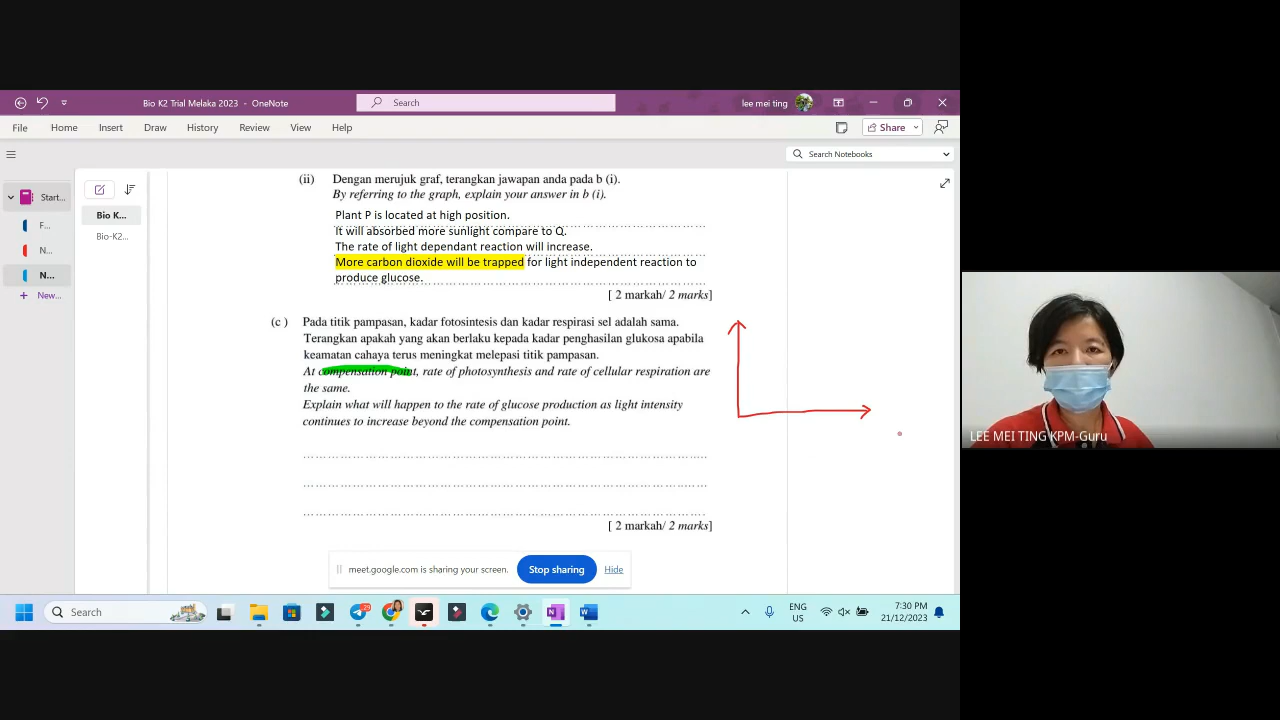 Bio K2 Trial Melaka 2023 - OneNote
Search
lee mei ting
File Home Insert Draw History Review View Help
Share
Search Notebooks
Start...
Bio K...
F...
Bio-K2...
N...
N...
+ New...
(ii) Dengan merujuk graf, terangkan jawapan anda pada b (i).
By referring to the graph, explain your answer in b (i).
Plant P is located at high position.
It will absorbed more sunlight compare to Q.
The rate of light dependant reaction will increase.
More carbon dioxide will be trapped for light independent reaction to
produce glucose.
[ 2 markah/ 2 marks]
(c ) Pada titik pampasan, kadar fotosintesis dan kadar respirasi sel adalah sama.
Terangkan apakah yang akan berlaku kepada kadar penghasilan glukosa apabila
keamatan cahaya terus meningkat melepasi titik pampasan.
At compensation point, rate of photosynthesis and rate of cellular respiration are
the same.
Explain what will happen to the rate of glucose production as light intensity
continues to increase beyond the compensation point.
[ 2 markah/ 2 marks]
LEE MEI TING KPM-Guru
meet.google.com is sharing your screen. Stop sharing Hide
Search
29
ENG
US
7:30 PM
21/12/2023